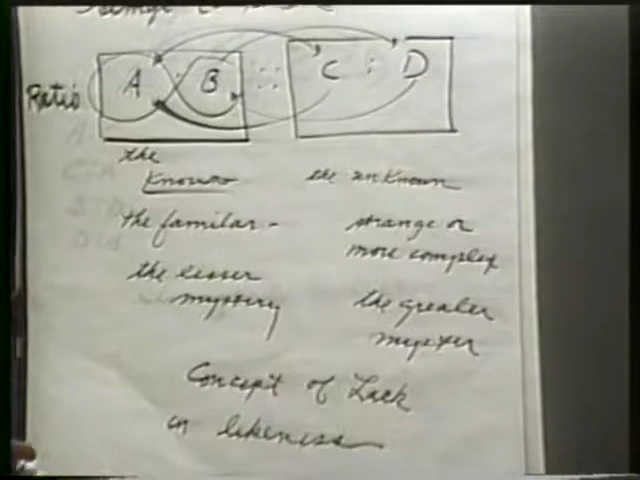 Ratio A : B :: C : D
the
Known the unknown
the familar - strange or
more complex
the lesser
mystery the greater
Concept of Lack
in likeness